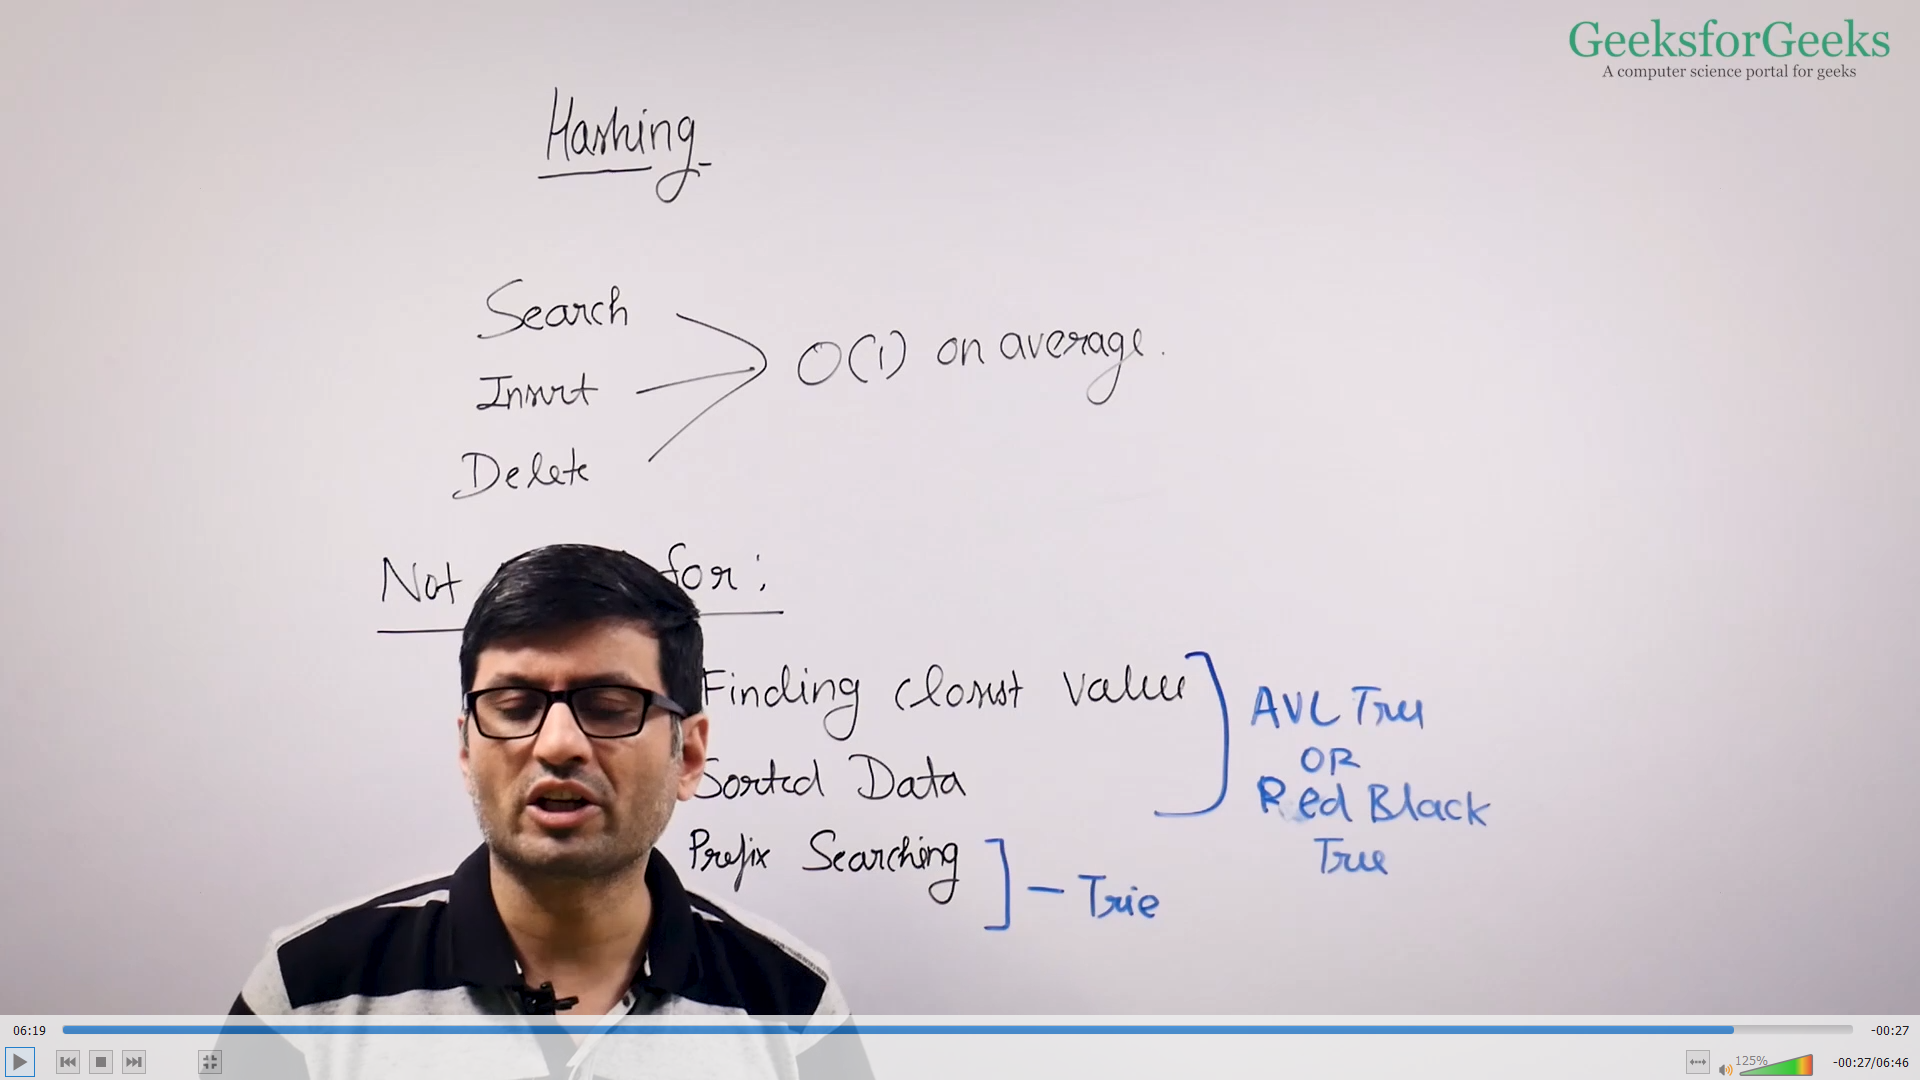 GeeksforGeeks
A computer science portal for geeks
Hashing
Search
Insert
Delete
O(1) on average.
Not for:
Finding closest value
Sorted Data
Prefix Searching
AVL Tree
OR
Red Black
Tree
— Trie
06:19
-00:27
125%
-00:27/06:46